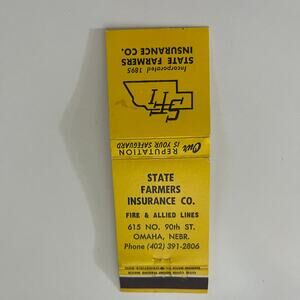 STATE FARMERS
INSURANCE CO.
Incorporated 1895
Our REPUTATION
IS YOUR SAFEGUARD
STATE
FARMERS
INSURANCE CO.
FIRE & ALLIED LINES
615 NO. 90th ST.
OMAHA, NEBR.
Phone (402) 391-2806